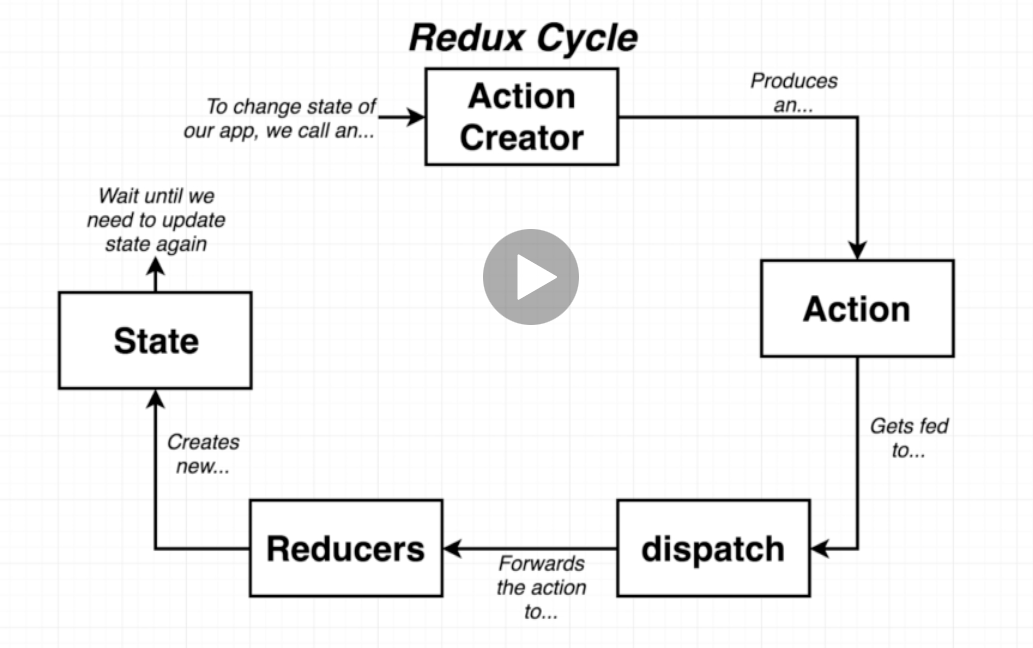 Redux Cycle
To change state of
our app, we call an...
Action
Creator
Produces
an...
Action
Gets fed
to...
dispatch
Forwards
the action
to...
Reducers
Creates
new...
State
Wait until we
need to update
state again